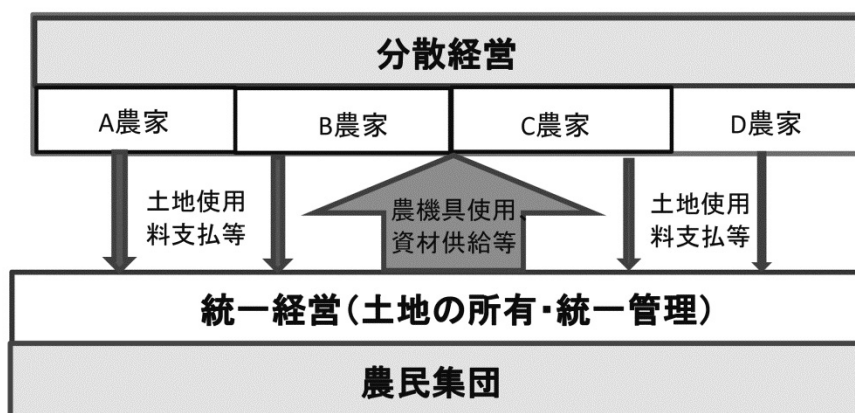 分散経営
A農家
B農家
C農家
D農家
土地使用
料支払等
農機具使用、
資材供給等
土地使用
料支払等
統一経営(土地の所有・統一管理)
農民集団